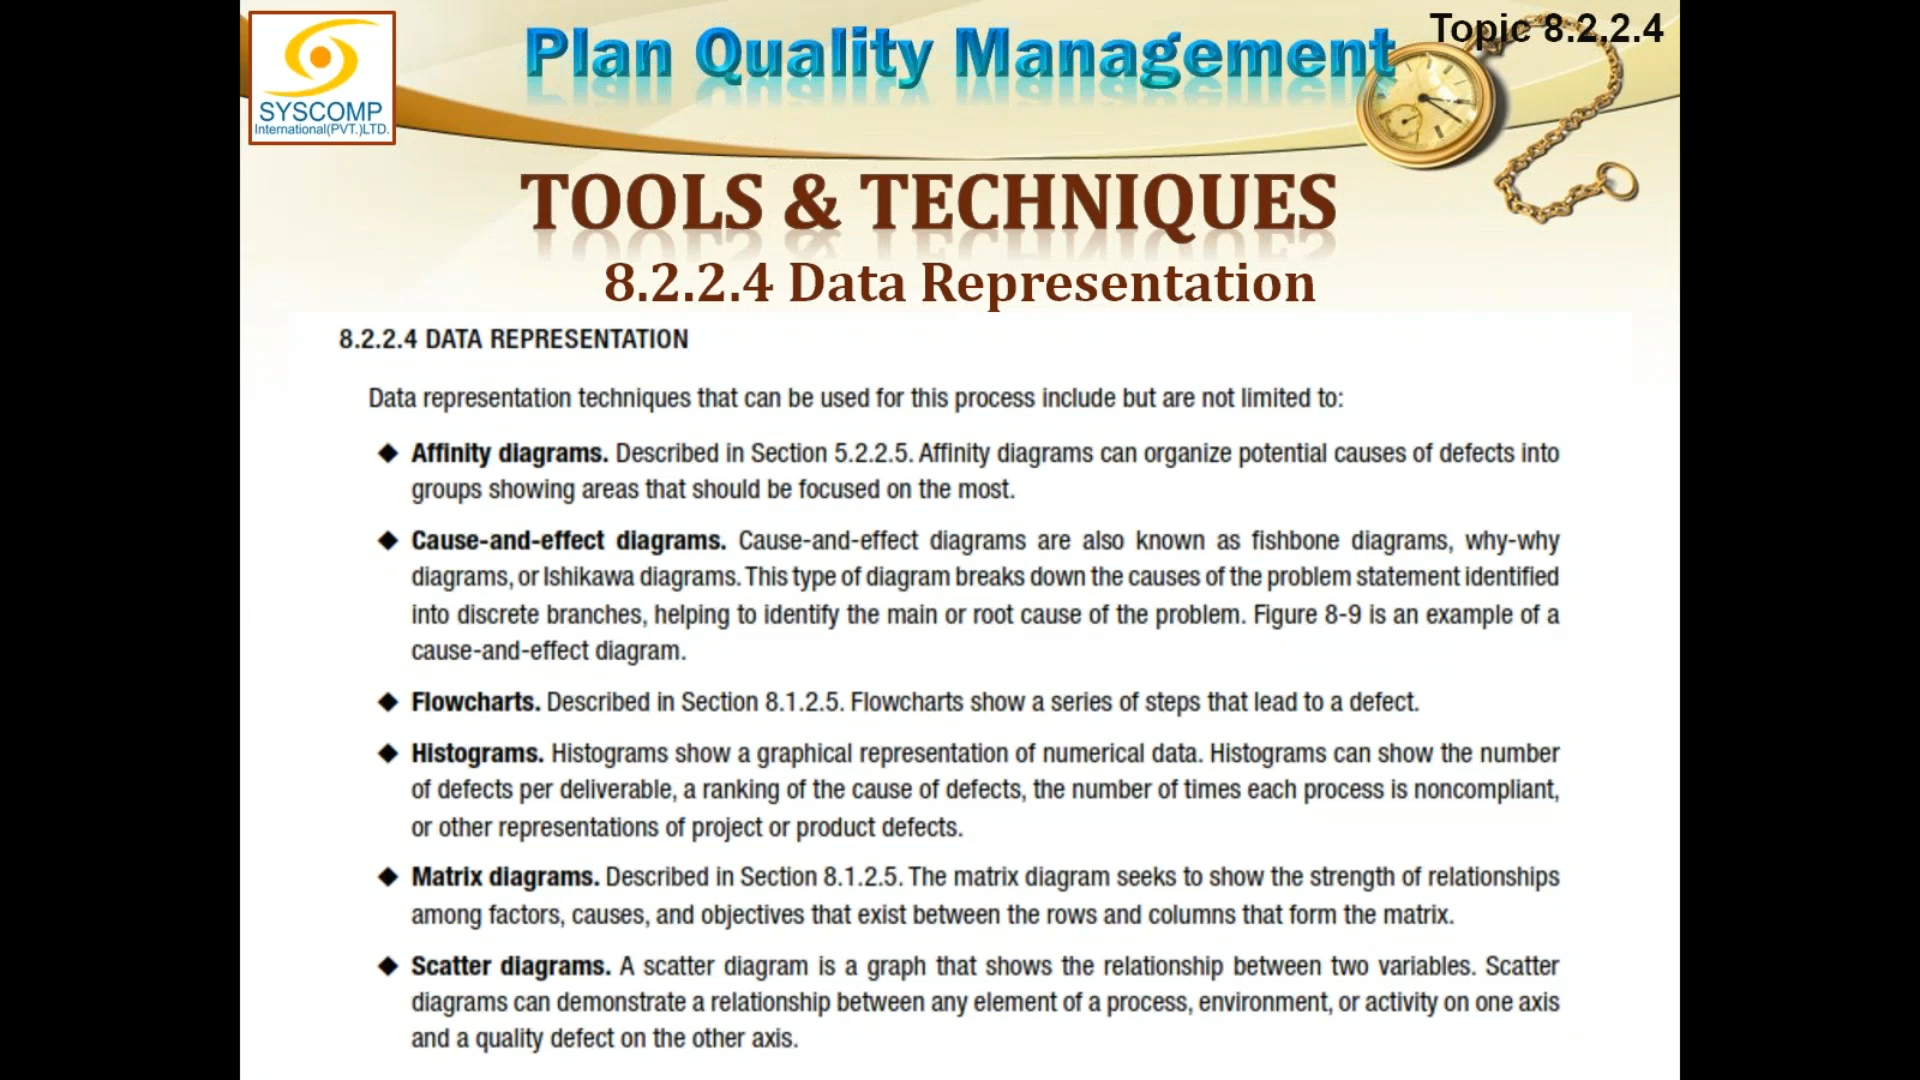 SYSCOMP
International(PVT.)LTD.
Plan Quality Management
Topic 8.2.2.4
TOOLS & TECHNIQUES
8.2.2.4 Data Representation
8.2.2.4 DATA REPRESENTATION
Data representation techniques that can be used for this process include but are not limited to:
◆ Affinity diagrams. Described in Section 5.2.2.5. Affinity diagrams can organize potential causes of defects into
groups showing areas that should be focused on the most.
◆ Cause-and-effect diagrams. Cause-and-effect diagrams are also known as fishbone diagrams, why-why
diagrams, or Ishikawa diagrams. This type of diagram breaks down the causes of the problem statement identified
into discrete branches, helping to identify the main or root cause of the problem. Figure 8-9 is an example of a
cause-and-effect diagram.
◆ Flowcharts. Described in Section 8.1.2.5. Flowcharts show a series of steps that lead to a defect.
◆ Histograms. Histograms show a graphical representation of numerical data. Histograms can show the number
of defects per deliverable, a ranking of the cause of defects, the number of times each process is noncompliant,
or other representations of project or product defects.
◆ Matrix diagrams. Described in Section 8.1.2.5. The matrix diagram seeks to show the strength of relationships
among factors, causes, and objectives that exist between the rows and columns that form the matrix.
◆ Scatter diagrams. A scatter diagram is a graph that shows the relationship between two variables. Scatter
diagrams can demonstrate a relationship between any element of a process, environment, or activity on one axis
and a quality defect on the other axis.